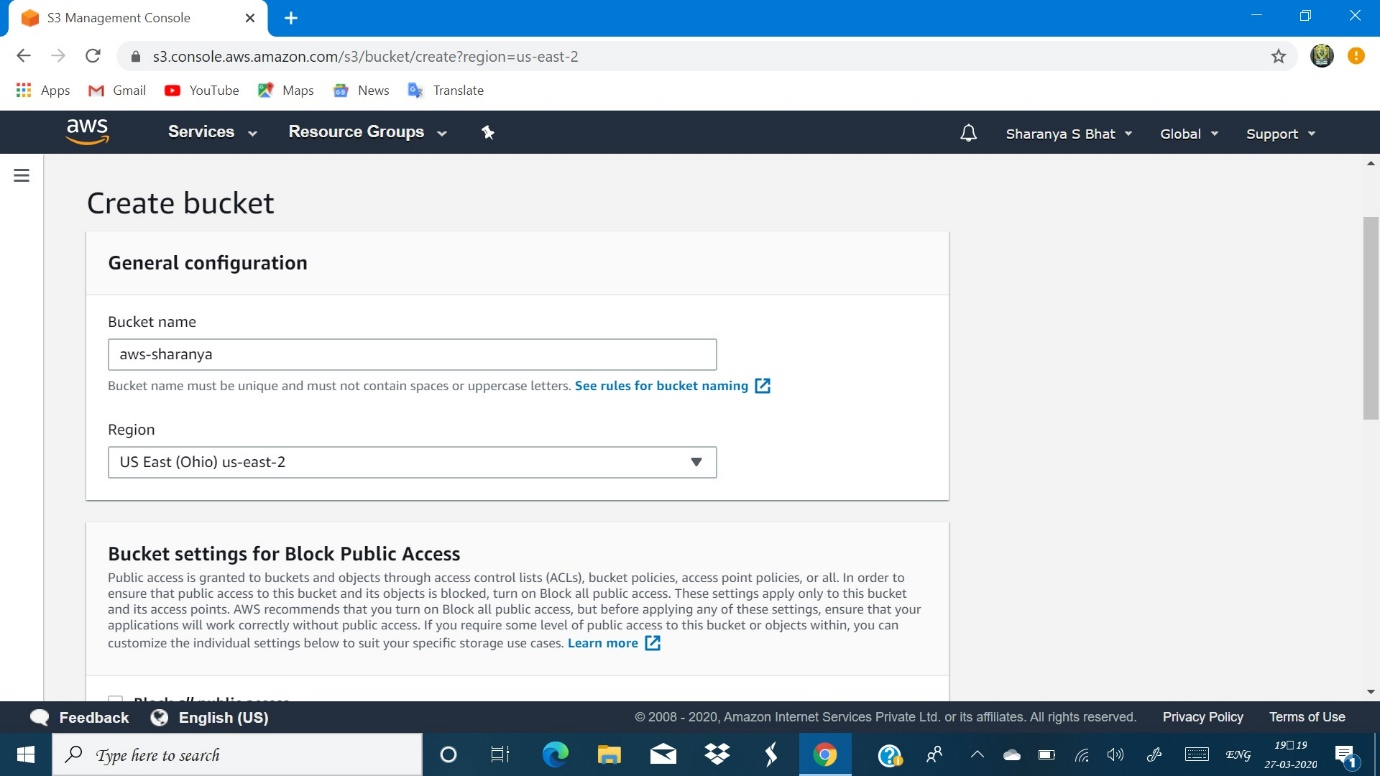 S3 Management Console
s3.console.aws.amazon.com/s3/bucket/create?region=us-east-2
Apps Gmail YouTube Maps News Translate
aws Services Resource Groups Sharanya S Bhat Global Support
Create bucket
General configuration
Bucket name
aws-sharanya
Bucket name must be unique and must not contain spaces or uppercase letters. See rules for bucket naming
Region
US East (Ohio) us-east-2
Bucket settings for Block Public Access
Public access is granted to buckets and objects through access control lists (ACLs), bucket policies, access point policies, or all. In order to
ensure that public access to this bucket and its objects is blocked, turn on Block all public access. These settings apply only to this bucket
and its access points. AWS recommends that you turn on Block all public access, but before applying any of these settings, ensure that your
applications will work correctly without public access. If you require some level of public access to this bucket or objects within, you can
customize the individual settings below to suit your specific storage use cases. Learn more
Block all public access
Feedback English (US) © 2008 - 2020, Amazon Internet Services Private Ltd. or its affiliates. All rights reserved. Privacy Policy Terms of Use
Type here to search ENG 19□19
27-03-2020 1